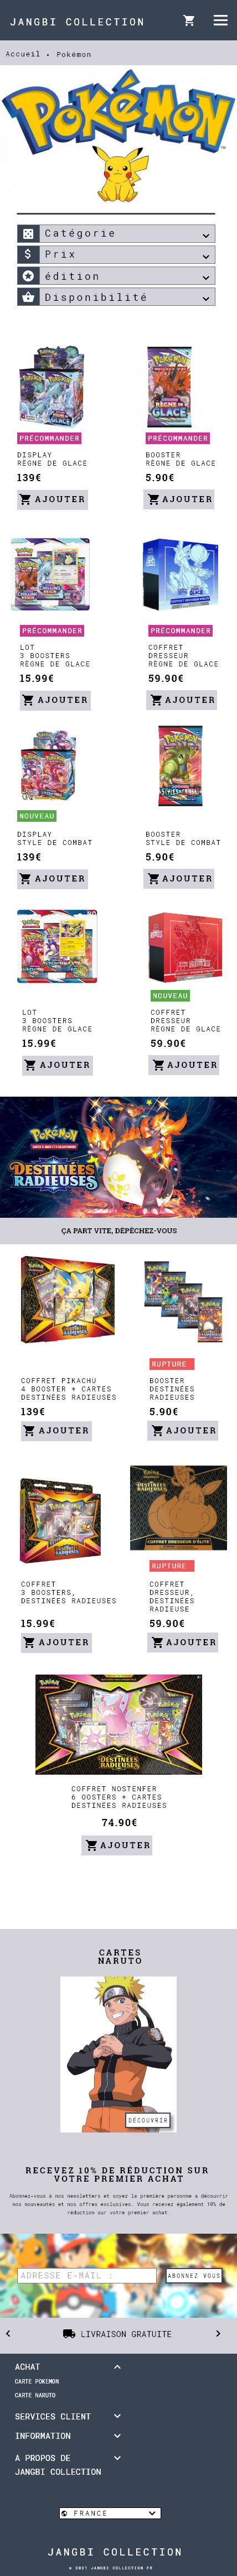 JANGBI COLLECTION
Accueil • Pokémon
POKÉMON
Catégorie
Prix
édition
Disponibilité
PRÉCOMMANDER
PRÉCOMMANDER
DISPLAY
RÈGNE DE GLACE
139€
AJOUTER
BOOSTER
RÈGNE DE GLACE
5.90€
AJOUTER
PRÉCOMMANDER
PRÉCOMMANDER
LOT
3 BOOSTERS
RÈGNE DE GLACE
15.99€
AJOUTER
COFFRET
DRESSEUR
RÈGNE DE GLACE
59.90€
AJOUTER
NOUVEAU
DISPLAY
STYLE DE COMBAT
139€
AJOUTER
BOOSTER
STYLE DE COMBAT
5.90€
AJOUTER
LOT
3 BOOSTERS
RÈGNE DE GLACE
15.99€
AJOUTER
NOUVEAU
COFFRET
DRESSEUR
RÈGNE DE GLACE
59.90€
AJOUTER
POKÉMON
DESTINÉES
RADIEUSES
ÇA PART VITE, DÉPÊCHEZ-VOUS
COFFRET PIKACHU
4 BOOSTER + CARTES
DESTINÉES RADIEUSES
139€
AJOUTER
RUPTURE
BOOSTER
DESTINÉES
RADIEUSES
5.90€
AJOUTER
COFFRET
3 BOOSTERS,
DESTINÉES RADIEUSES
15.99€
AJOUTER
RUPTURE
COFFRET
DRESSEUR,
DESTINÉES
RADIEUSE
59.90€
AJOUTER
COFFRET NOSTENFER
6 OOSTERS + CARTES
DESTINÉES RADIEUSES
74.90€
AJOUTER
CARTES
NARUTO
DÉCOUVRIR
RECEVEZ 10% DE RÉDUCTION SUR
VOTRE PREMIER ACHAT
Abonnez-vous à nos newsletters et soyez la première personne a découvrir
nos nouveautés et nos offres exclusives. Vous recevez également 10% de
réduction sur votre premier achat.
ADRESSE E-MAIL :
ABONNEZ VOUS
LIVRAISON GRATUITE
ACHAT
CARTE POKEMON
CARTE NARUTO
SERVICES CLIENT
INFORMATION
A PROPOS DE
JANGBI COLLECTION
FRANCE
JANGBI COLLECTION
© 2021 JANGBI COLLECTION FR